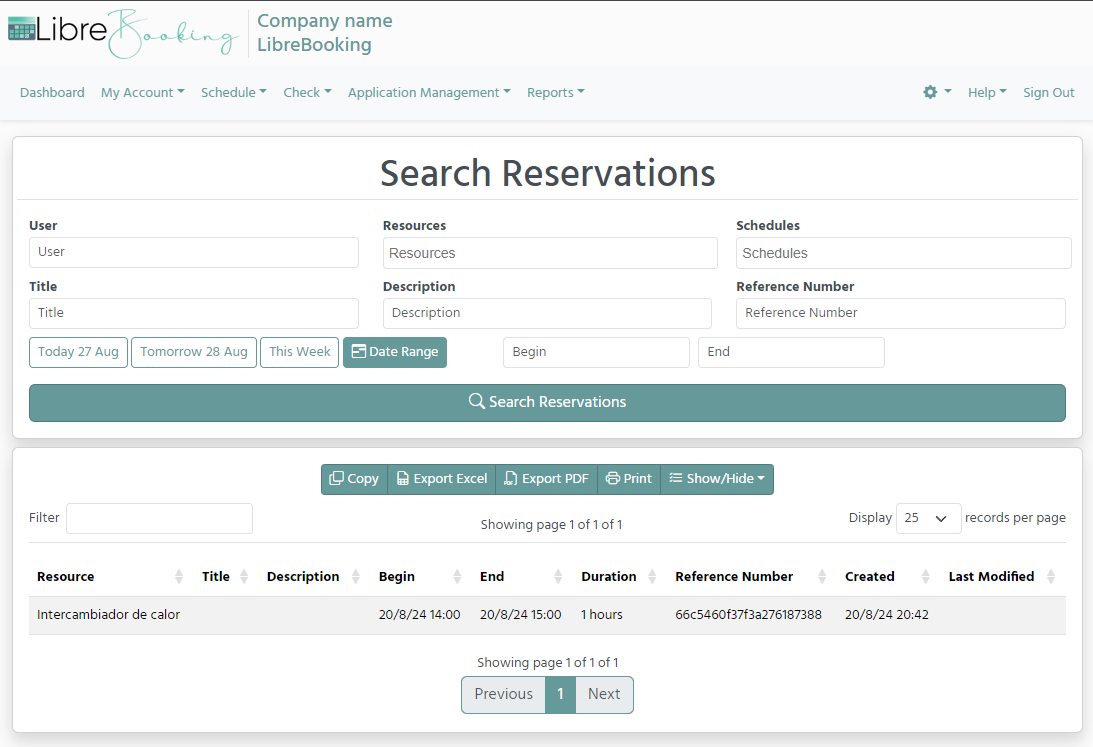 LibreBooking Company name
LibreBooking
Dashboard My Account Schedule Check Application Management Reports Help Sign Out
Search Reservations
User Resources Schedules
User Resources Schedules
Title Description Reference Number
Title Description Reference Number
Today 27 Aug Tomorrow 28 Aug This Week Date Range Begin End
Search Reservations
Copy Export Excel Export PDF Print Show/Hide
Filter Showing page 1 of 1 of 1 Display 25 records per page
Resource Title Description Begin End Duration Reference Number Created Last Modified
Intercambiador de calor 20/8/24 14:00 20/8/24 15:00 1 hours 66c5460f37f3a276187388 20/8/24 20:42
Showing page 1 of 1 of 1
Previous 1 Next